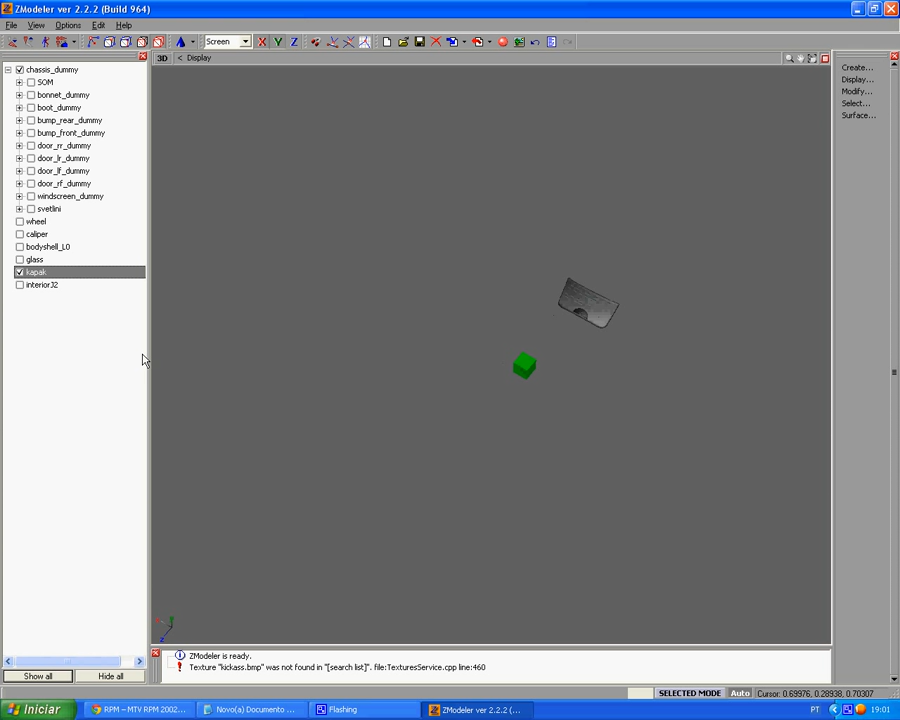 ZModeler ver 2.2.2 (Build 964)
File View Options Edit Help
Screen X Y Z
3D < Display
chassis_dummy
SOM
bonnet_dummy
boot_dummy
bump_rear_dummy
bump_front_dummy
door_rr_dummy
door_lr_dummy
door_lf_dummy
door_rf_dummy
windscreen_dummy
svetlini
wheel
caliper
bodyshell_L0
glass
kapak
interiorJ2
Create...
Display...
Modify...
Select...
Surface...
ZModeler is ready.
Texture "kickass.bmp" was not found in "[search list]". file:TexturesService.cpp line:460
Show all Hide all
SELECTED MODE Auto Cursor: 0.69976, 0.28938, 0.70307
Iniciar RPM – MTV RPM 2002... Novo(a) Documento ... Flashing ZModeler ver 2.2.2 (... PT 19:01